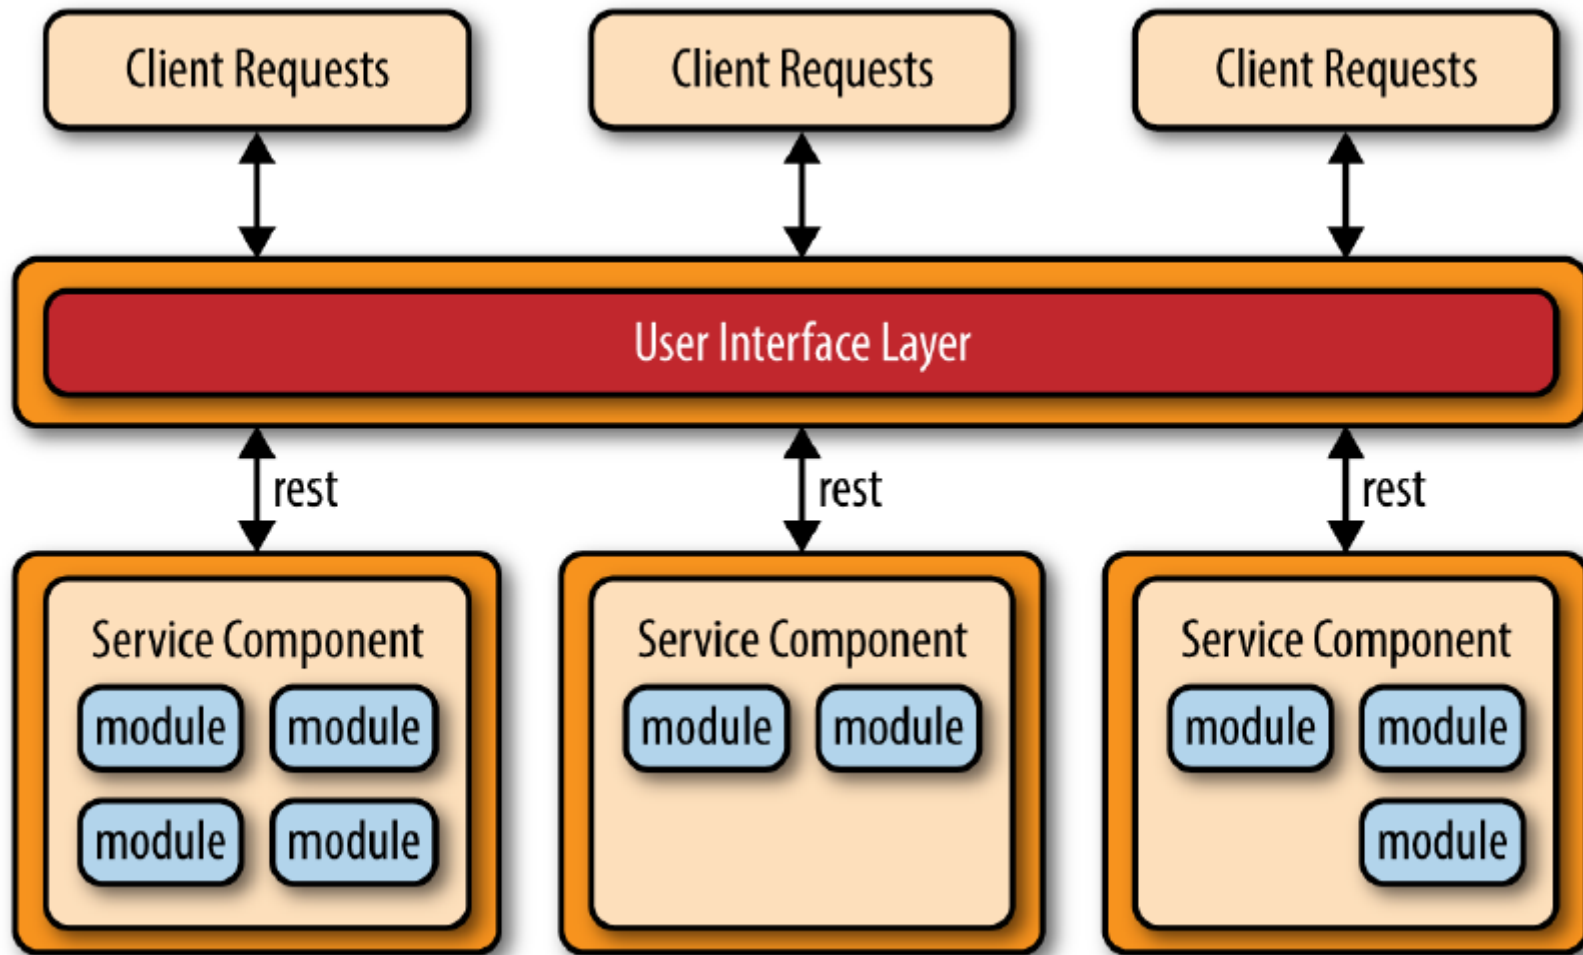 Client Requests
Client Requests
Client Requests
User Interface Layer
rest
rest
rest
Service Component
Service Component
Service Component
module
module
module
module
module
module
module
module
module